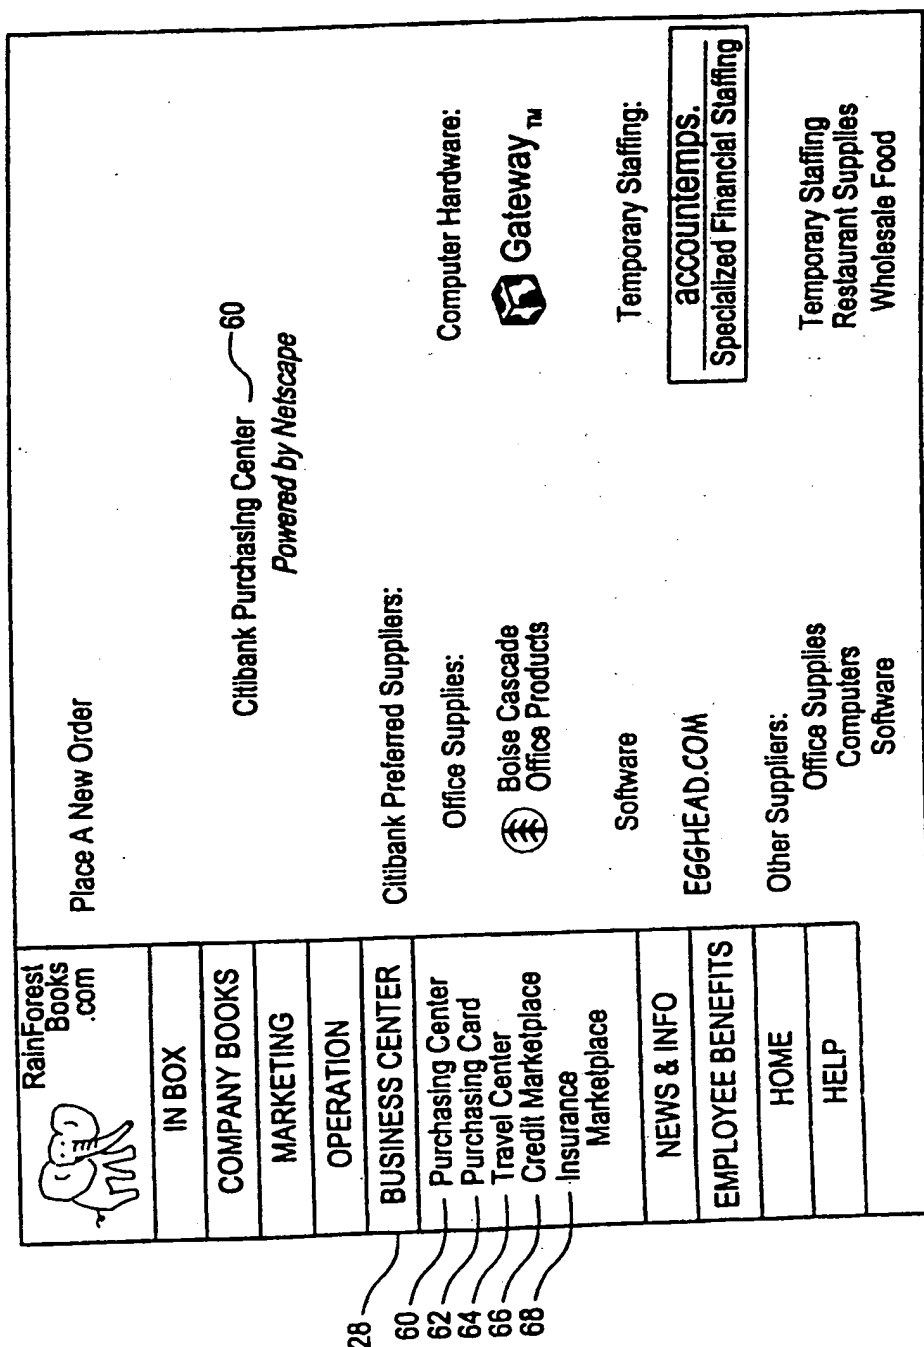 RainForest
Books
.com
IN BOX
COMPANY BOOKS
MARKETING
OPERATION
28
BUSINESS CENTER
60
Purchasing Center
62
Purchasing Card
64
Travel Center
66
Credit Marketplace
68
Insurance
Marketplace
NEWS & INFO
EMPLOYEE BENEFITS
HOME
HELP
Place A New Order
Citibank Purchasing Center 60
Powered by Netscape
Citibank Preferred Suppliers:
Office Supplies:
Boise Cascade
Office Products
Computer Hardware:
Gateway TM
Software
EGGHEAD.COM
Temporary Staffing:
accountemps.
Specialized Financial Staffing
Other Suppliers:
Office Supplies
Computers
Software
Temporary Staffing
Restaurant Supplies
Wholesale Food